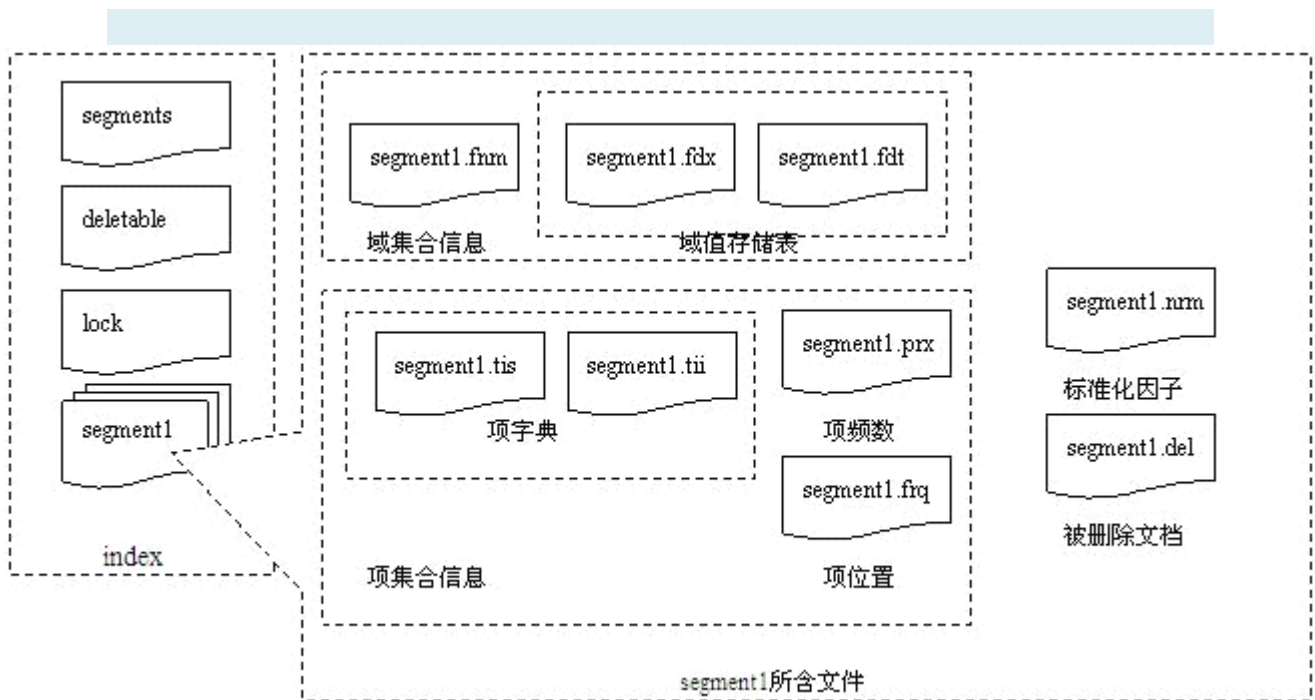 segments
deletable
lock
segment1
index
segment1.fnm
域集合信息
segment1.fdx
segment1.fdt
域值存储表
segment1.tis
segment1.tii
项字典
segment1.prx
项频数
segment1.frq
项位置
项集合信息
segment1.nrm
标准化因子
segment1.del
被删除文档
segment1所含文件